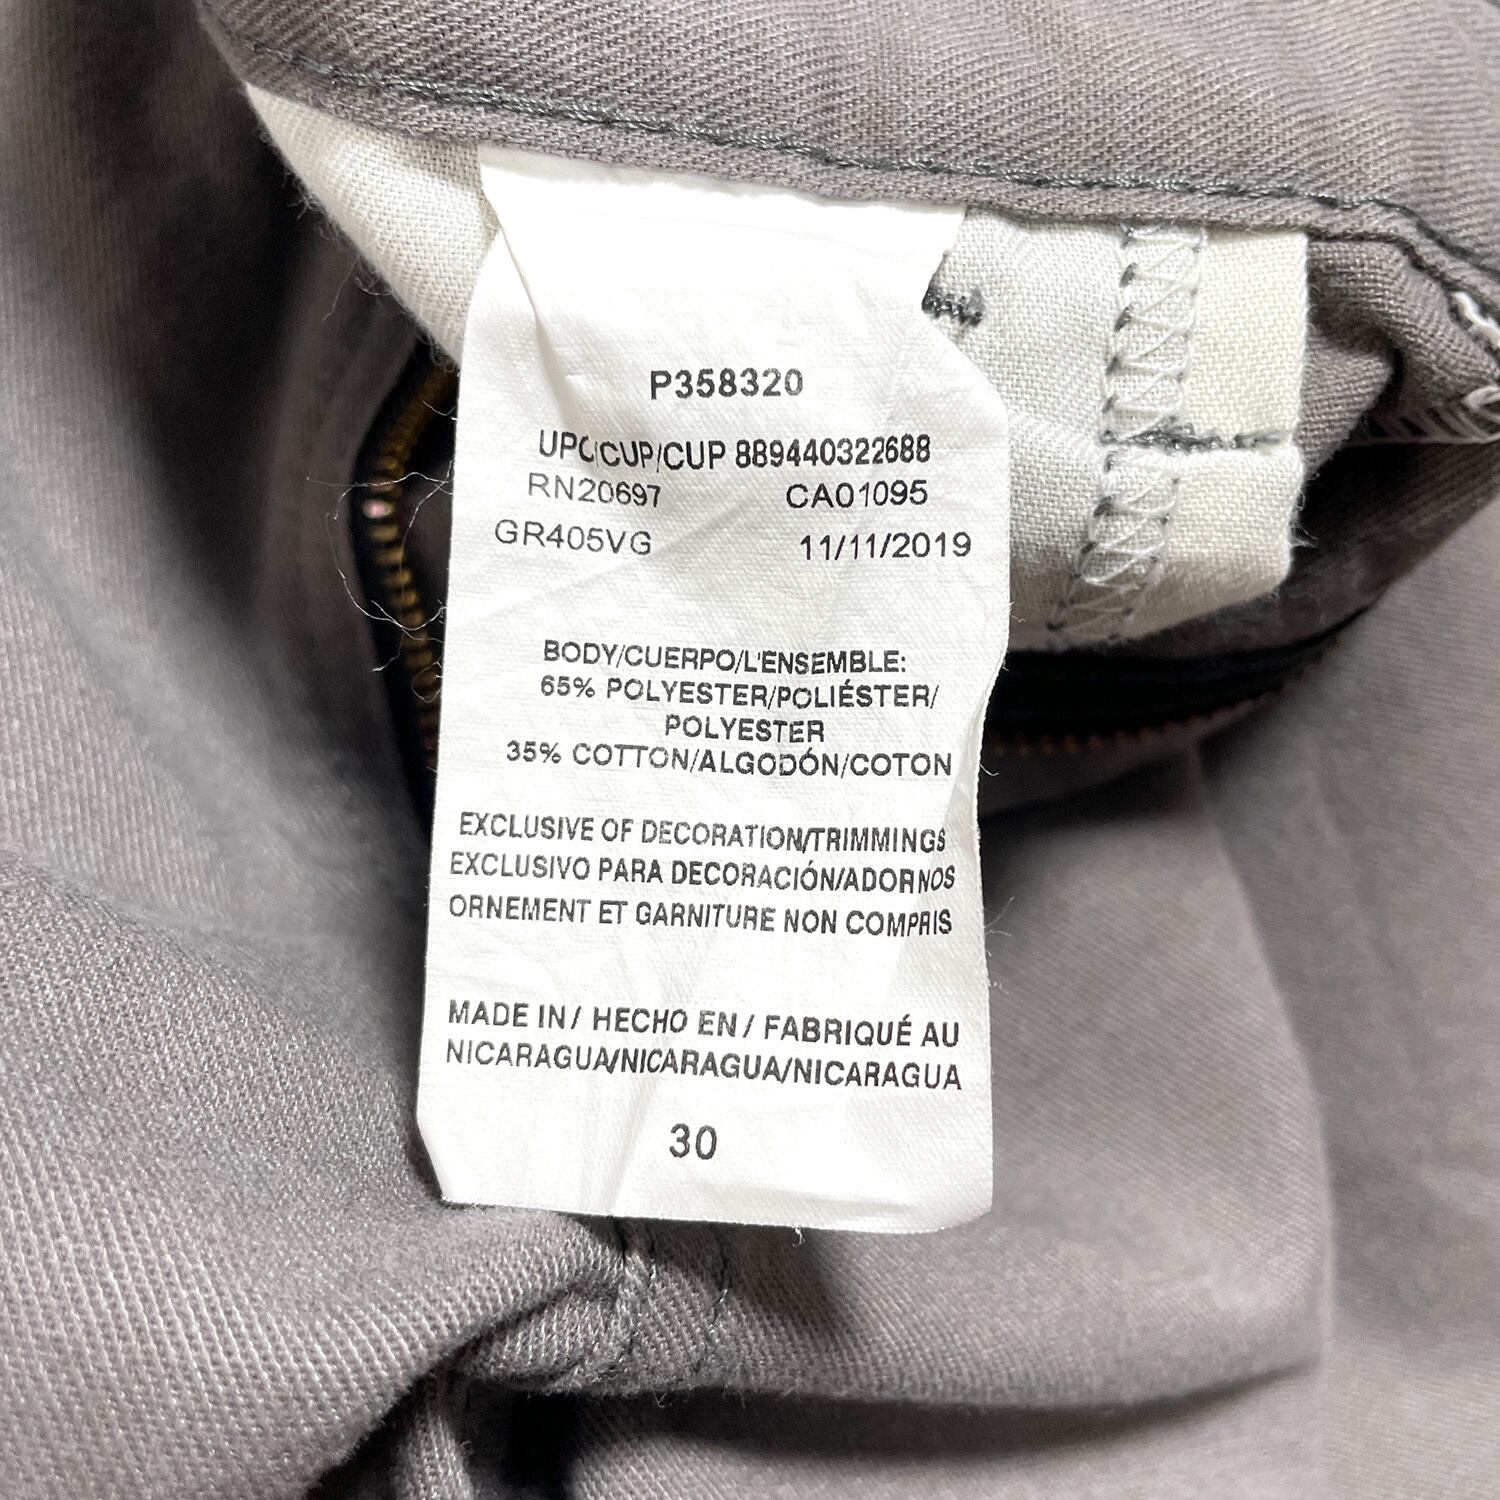 P358320
UPC/CUP/CUP 889440322688
RN20697 CA01095
GR405VG 11/11/2019
BODY/CUERPO/L'ENSEMBLE:
65% POLYESTER/POLIÉSTER/
POLYESTER
35% COTTON/ALGODÓN/COTON
EXCLUSIVE OF DECORATION/TRIMMINGS
EXCLUSIVO PARA DECORACIÓN/ADORNOS
ORNEMENT ET GARNITURE NON COMPRIS
MADE IN/ HECHO EN/ FABRIQUÉ AU
NICARAGUA/NICARAGUA/NICARAGUA
30